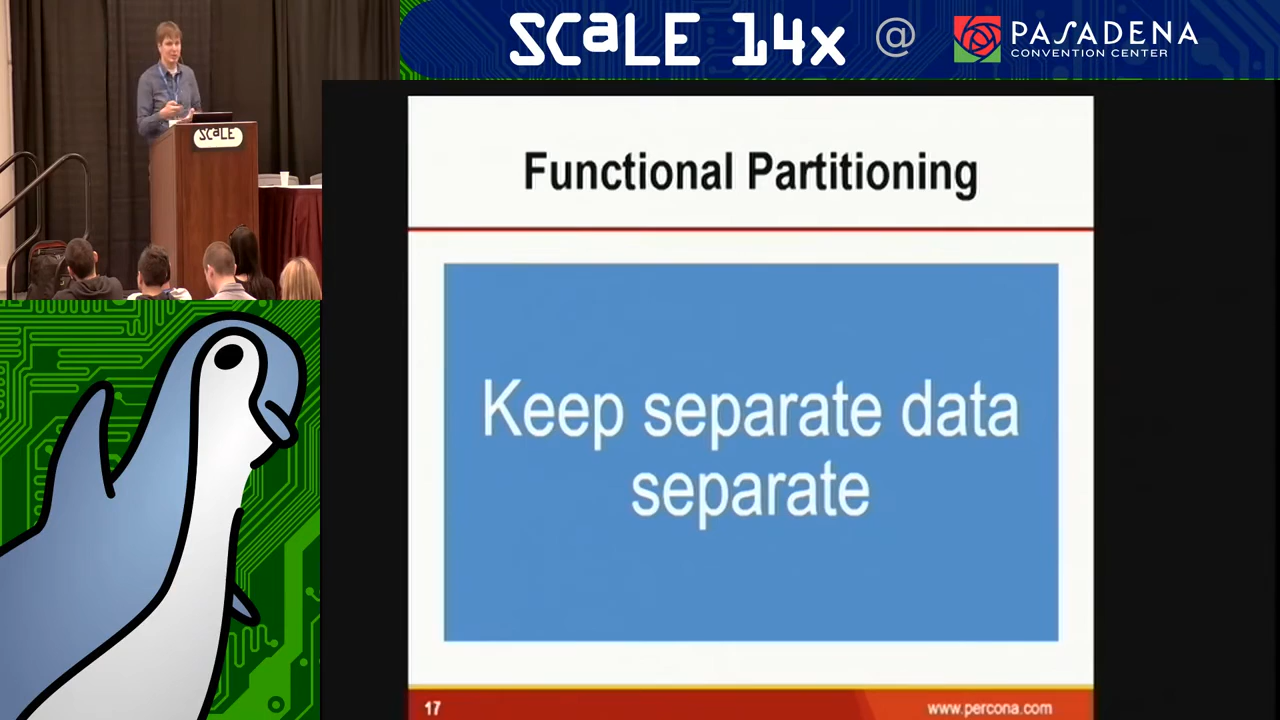 SCaLE 14x @ PASADENA
CONVENTION CENTER
SCaLE
Functional Partitioning
Keep separate data
separate
17
www.percona.com